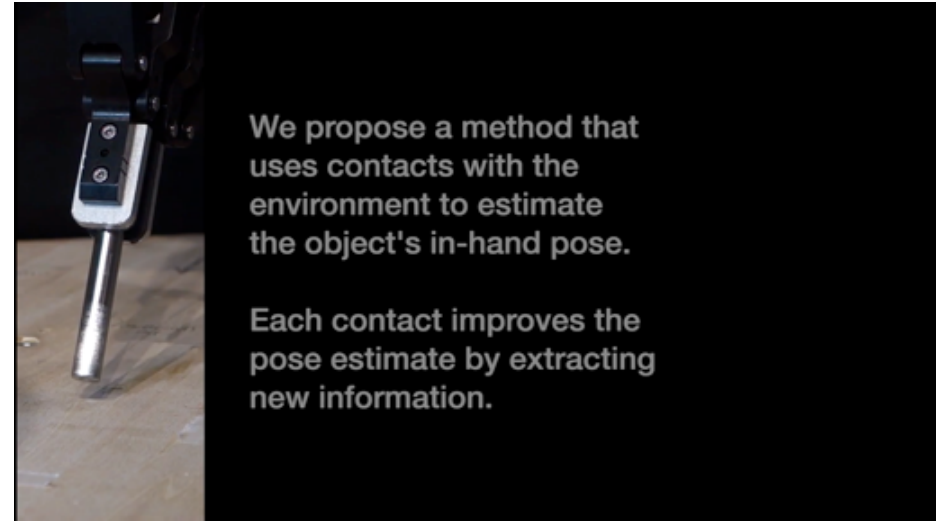 We propose a method that
uses contacts with the
environment to estimate
the object's in-hand pose.
Each contact improves the
pose estimate by extracting
new information.